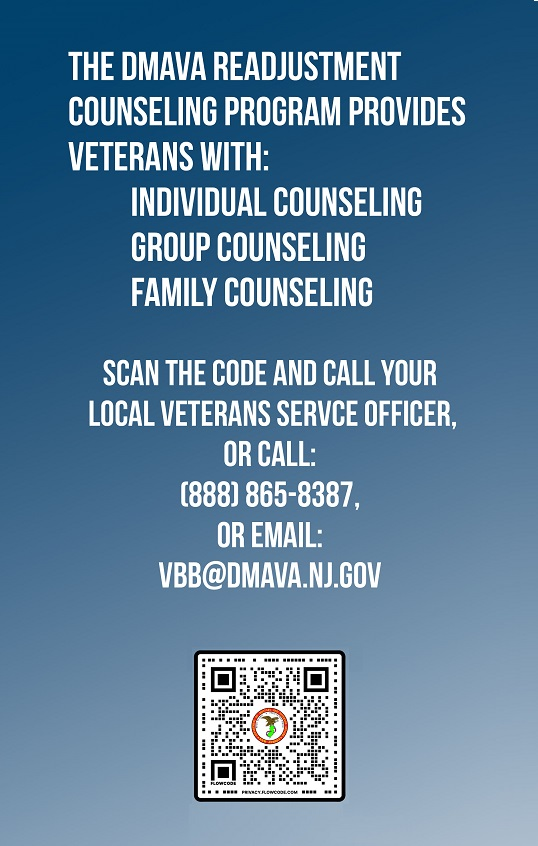 THE DMAVA READJUSTMENT
COUNSELING PROGRAM PROVIDES
VETERANS WITH:
INDIVIDUAL COUNSELING
GROUP COUNSELING
FAMILY COUNSELING
SCAN THE CODE AND CALL YOUR
LOCAL VETERANS SERVCE OFFICER,
OR CALL:
(888) 865-8387,
OR EMAIL:
VBB@DMAVA.NJ.GOV
FLOWCODE
PRIVACY.FLOWCODE.COM